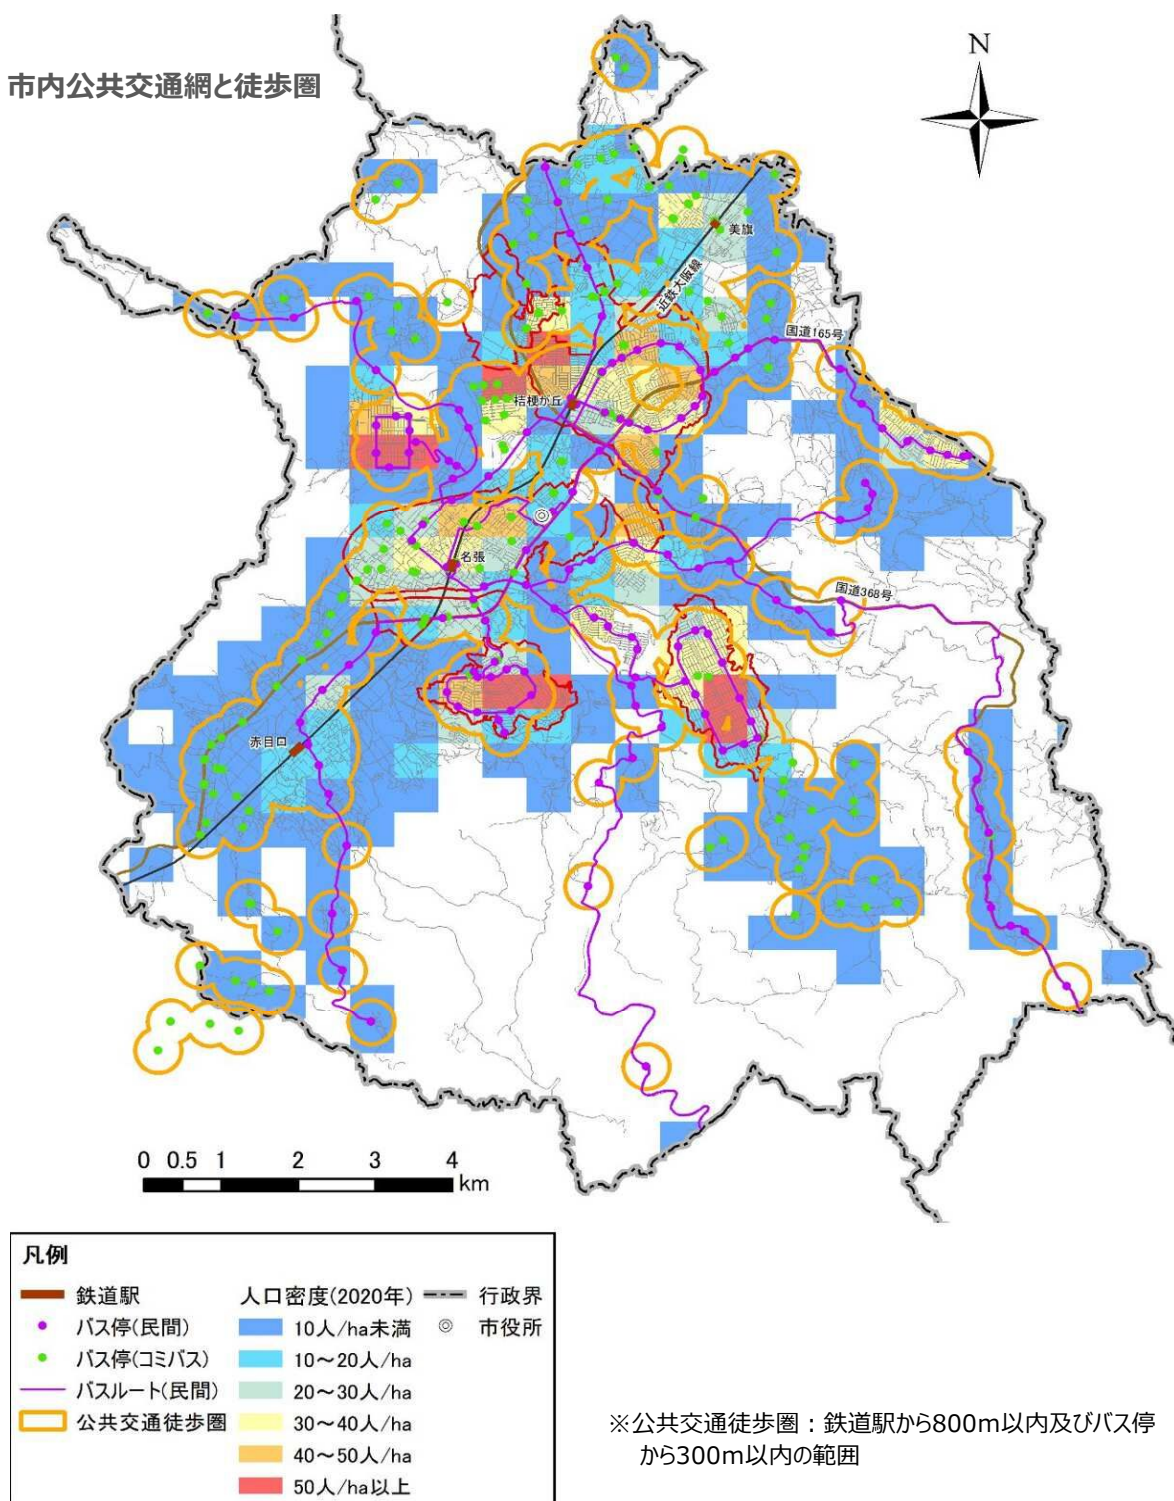 市内公共交通網と徒歩圏
N
美旗
近鉄大阪線
国道165号
桔梗が丘
名張
国道368号
赤目口
0 0.5 1 2 3 4
km
凡例
鉄道駅
バス停(民間)
バス停(コミバス)
バスルート(民間)
公共交通徒歩圏
人口密度(2020年)
10人/ha未満
10～20人/ha
20～30人/ha
30～40人/ha
40～50人/ha
50人/ha以上
行政界
市役所
※公共交通徒歩圏：鉄道駅から800m以内及びバス停
から300m以内の範囲